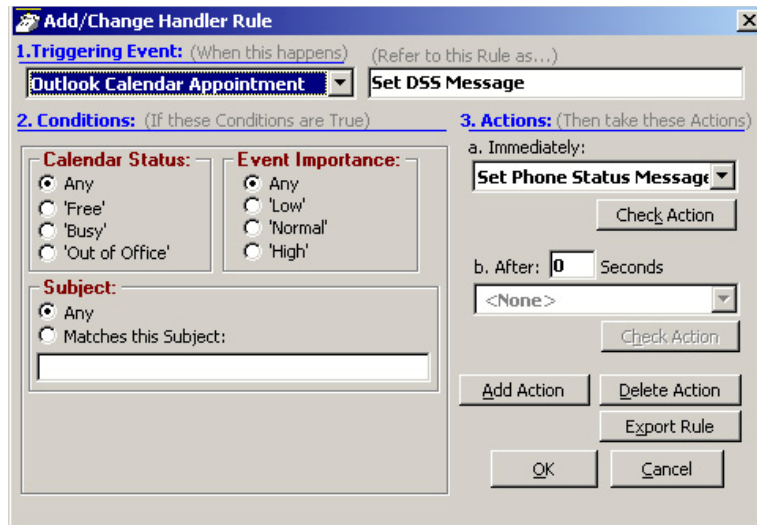 Add/Change Handler Rule
1.Triggering Event: (When this happens) (Refer to this Rule as...)
Outlook Calendar Appointment Set DSS Message
2. Conditions: (If these Conditions are True) 3. Actions: (Then take these Actions)
Calendar Status:
Any
'Free'
'Busy'
'Out of Office'
Event Importance:
Any
'Low'
'Normal'
'High'
Subject:
Any
Matches this Subject:
a. Immediately:
Set Phone Status Message
Check Action
b. After: 0 Seconds
<None>
Check Action
Add Action Delete Action
Export Rule
OK Cancel